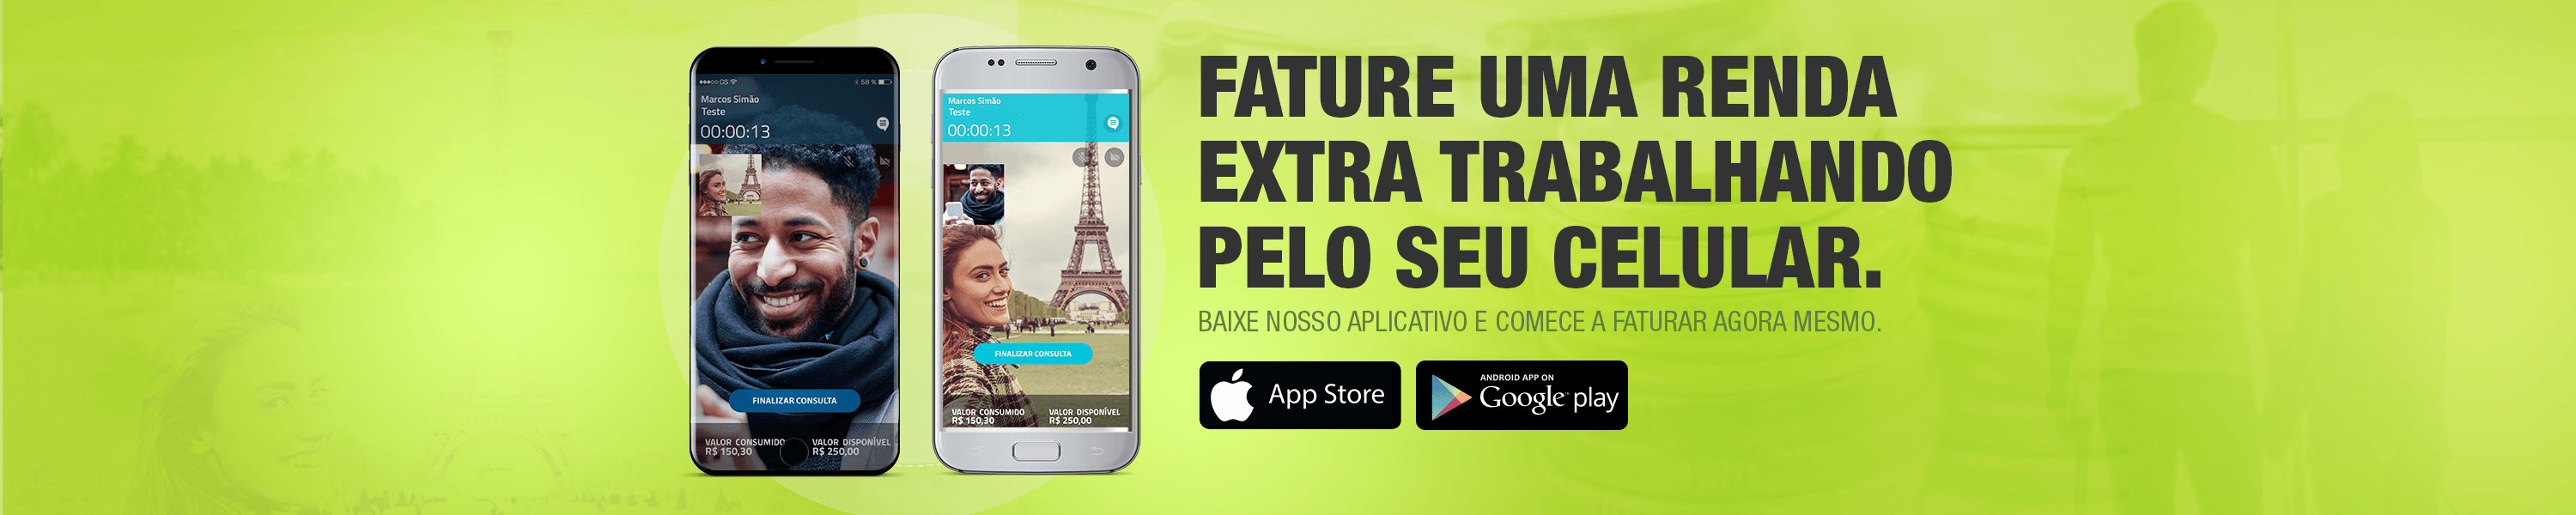 GS
58 %
Marcos Simão
Teste
00:00:13
FINALIZAR CONSULTA
VALOR CONSUMIDO
R$ 150,30
VALOR DISPONÍVEL
R$ 250,00
Marcos Simão
Teste
00:00:13
FINALIZAR CONSULTA
VALOR CONSUMIDO
R$ 150,30
VALOR DISPONÍVEL
R$ 250,00
FATURE UMA RENDA
EXTRA TRABALHANDO
PELO SEU CELULAR.
BAIXE NOSSO APLICATIVO E COMECE A FATURAR AGORA MESMO.
App Store
ANDROID APP ON
Google play